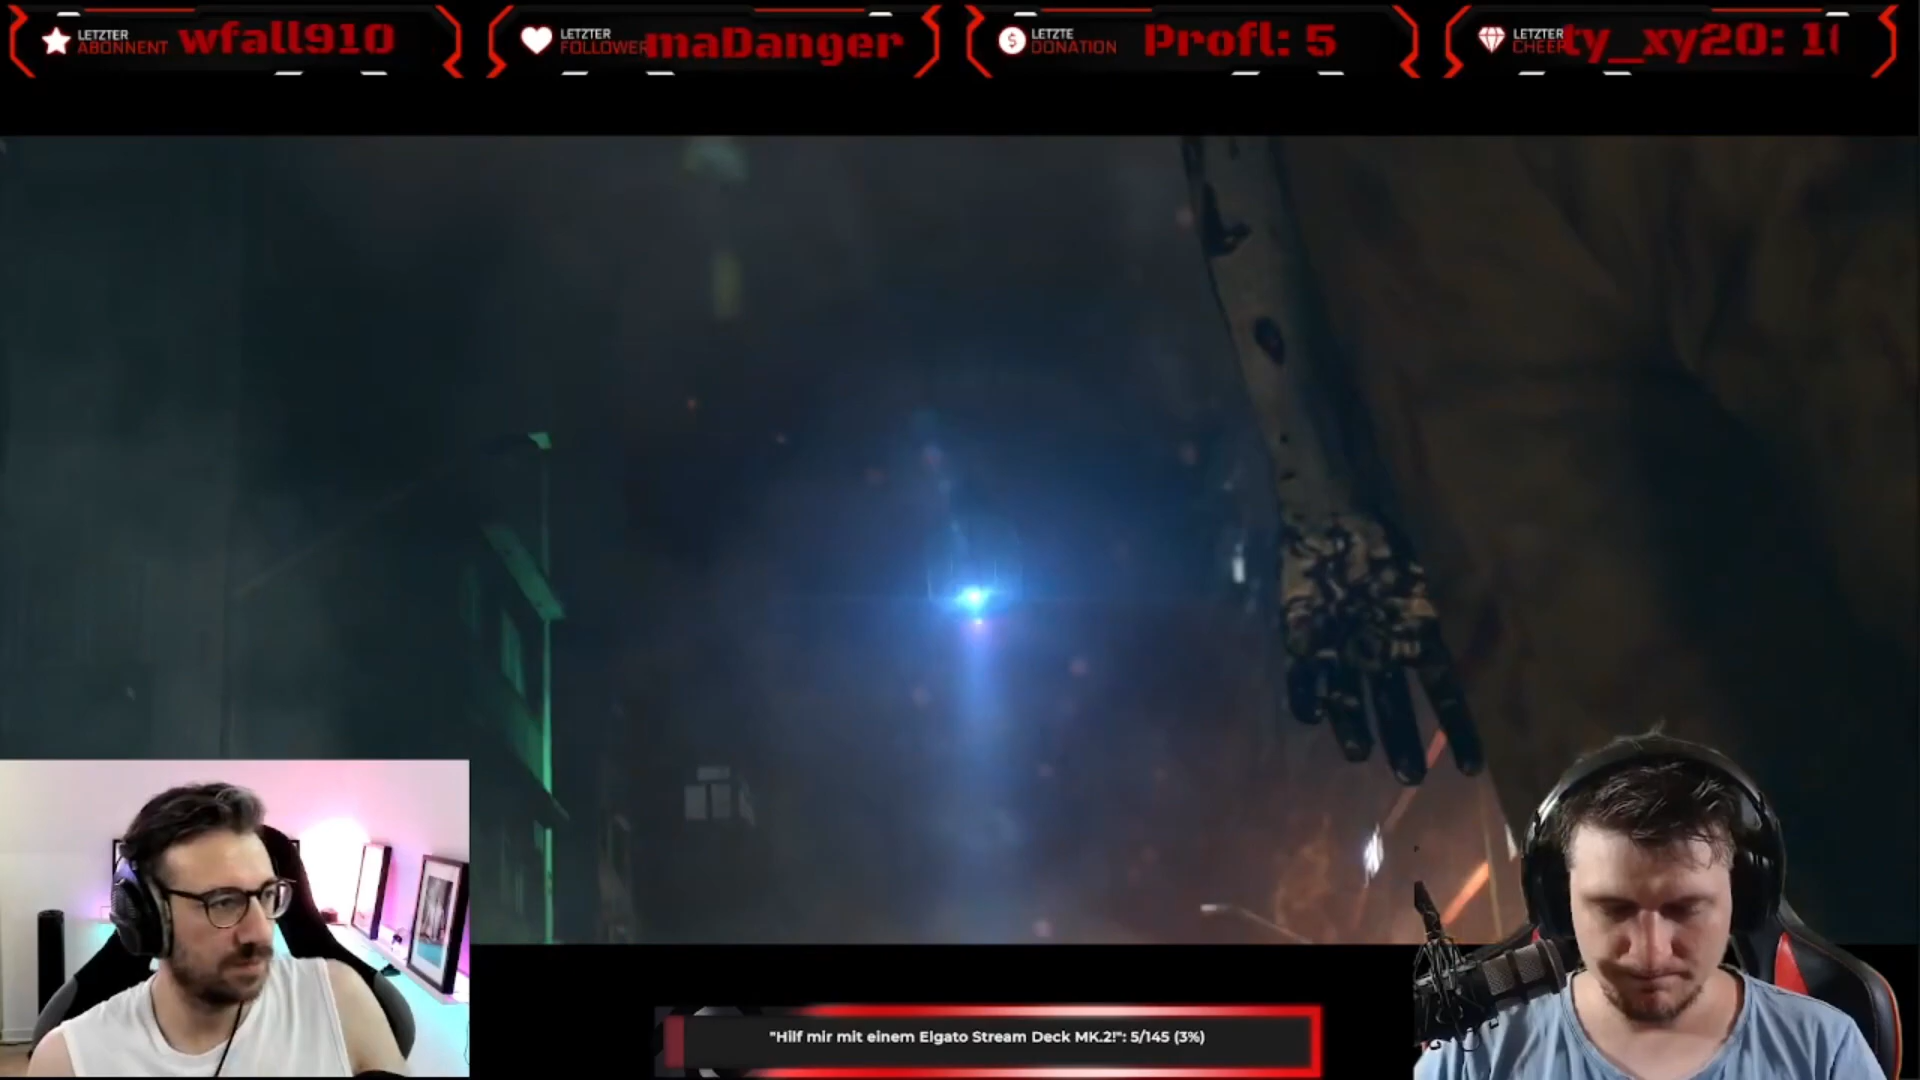 LETZTER
ABONNENT
wfall910
LETZTER
FOLLOWER
maDanger
LETZTE
DONATION
Profl: 5
LETZTER
CHEER
ty_xy20: 1
"Hilf mir mit einem Elgato Stream Deck MK.2!": 5/145 (3%)